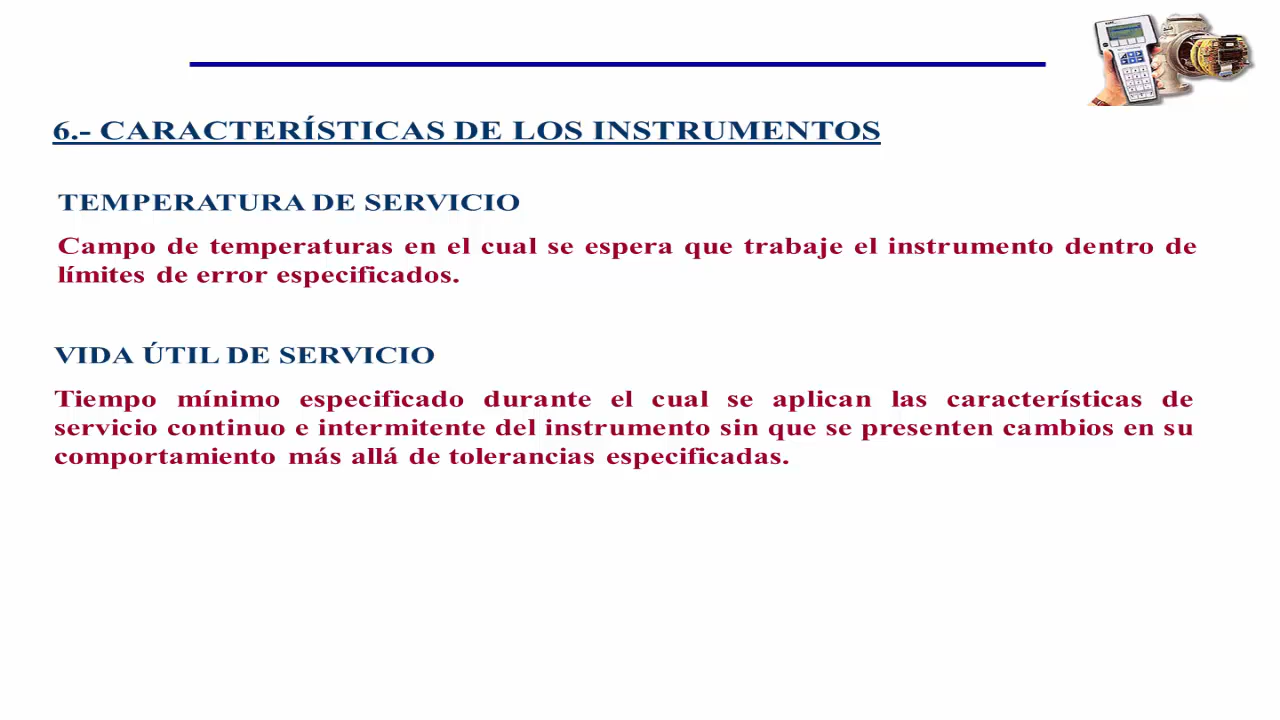 6.- CARACTERÍSTICAS DE LOS INSTRUMENTOS
TEMPERATURA DE SERVICIO
Campo de temperaturas en el cual se espera que trabaje el instrumento dentro de
límites de error especificados.
VIDA ÚTIL DE SERVICIO
Tiempo mínimo especificado durante el cual se aplican las características de
servicio continuo e intermitente del instrumento sin que se presenten cambios en su
comportamiento más allá de tolerancias especificadas.